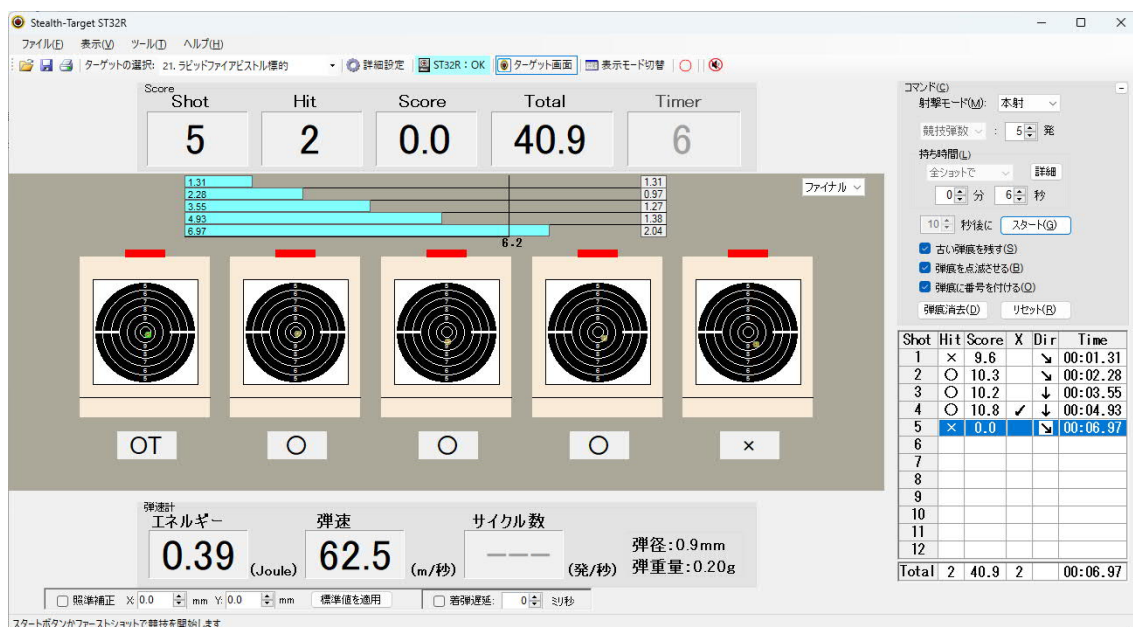 Stealth-Target ST32R
ファイル(F) 表示(V) ツール(T) ヘルプ(H)
ターゲットの選択: 21. ラピッドファイアピストル標的 詳細設定 ST32R：OK ターゲット画面 表示モード切替
Score
Shot Hit Score Total Timer
5 2 0.0 40.9 6
ファイナル
1.31 1.31
2.28 0.97
3.55 1.27
4.93 1.38
6.97 2.04
6.2
OT ○ ○ ○ ×
弾速計
エネルギー 弾速 サイクル数
0.39 (Joule) 62.5 (m/秒) --- (発/秒)
弾径:0.9mm
弾重量:0.20g
照準補正 X: 0.0 mm Y: 0.0 mm 標準値を適用 着弾遅延: 0 ミリ秒
スタートボタンかファーストショットで競技を開始します
コマンド(C)
射撃モード(M): 本射
競技弾数 : 5 発
持ち時間(L)
全ショットで 詳細
0 分 6 秒
10 秒後に スタート(G)
古い弾痕を残す(S)
弾痕を点滅させる(B)
弾痕に番号を付ける(O)
弾痕消去(D) リセット(R)
Shot Hit Score X Dir Time
1 × 9.6 ↘ 00:01.31
2 ○ 10.3 ↘ 00:02.28
3 ○ 10.2 ↓ 00:03.55
4 ○ 10.8 ✓ ↓ 00:04.93
5 × 0.0 ↘ 00:06.97
6
7
8
9
10
11
12
Total 2 40.9 2 00:06.97